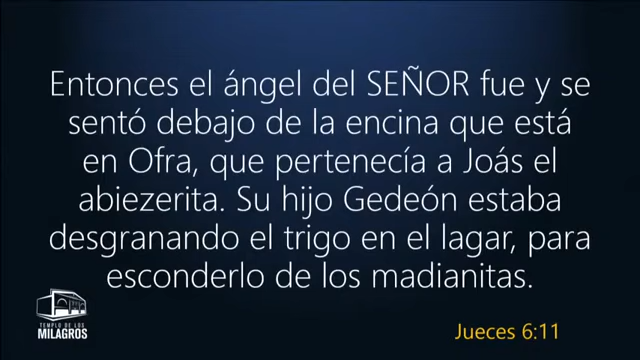 Entonces el ángel del SEÑOR fue y se
sentó debajo de la encina que está
en Ofra, que pertenecía a Joás el
abiezerita. Su hijo Gedeón estaba
desgranando el trigo en el lagar, para
esconderlo de los madianitas.
TEMPLO DE LOS
MILAGROS
Jueces 6:11